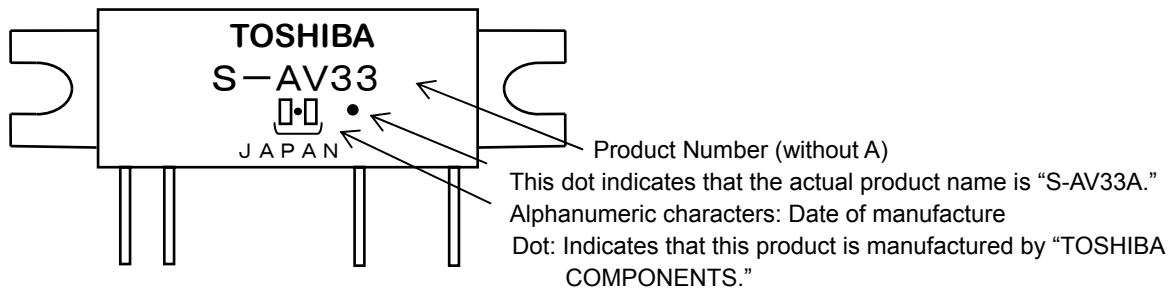 TOSHIBA
S－AV33
JAPAN
Product Number (without A)
This dot indicates that the actual product name is “S-AV33A.”
Alphanumeric characters: Date of manufacture
Dot: Indicates that this product is manufactured by “TOSHIBA
COMPONENTS.”